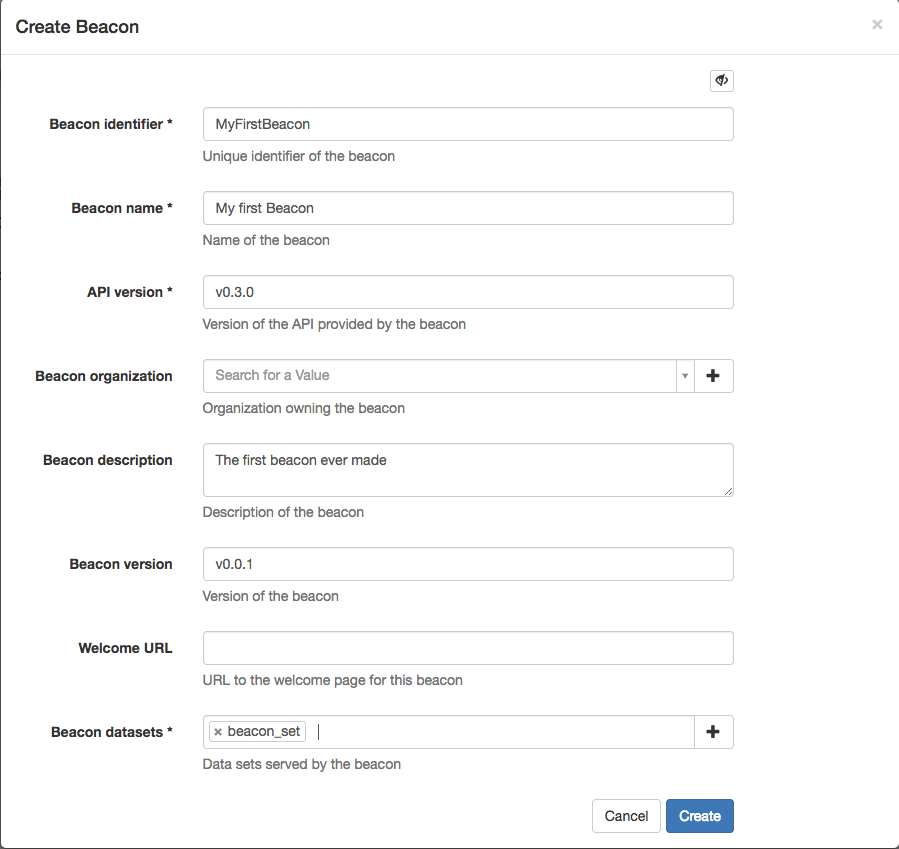 Create Beacon ×
Beacon identifier * MyFirstBeacon
Unique identifier of the beacon
Beacon name * My first Beacon
Name of the beacon
API version * v0.3.0
Version of the API provided by the beacon
Beacon organization Search for a Value
Organization owning the beacon
Beacon description The first beacon ever made
Description of the beacon
Beacon version v0.0.1
Version of the beacon
Welcome URL
URL to the welcome page for this beacon
Beacon datasets * × beacon_set
Data sets served by the beacon
Cancel Create